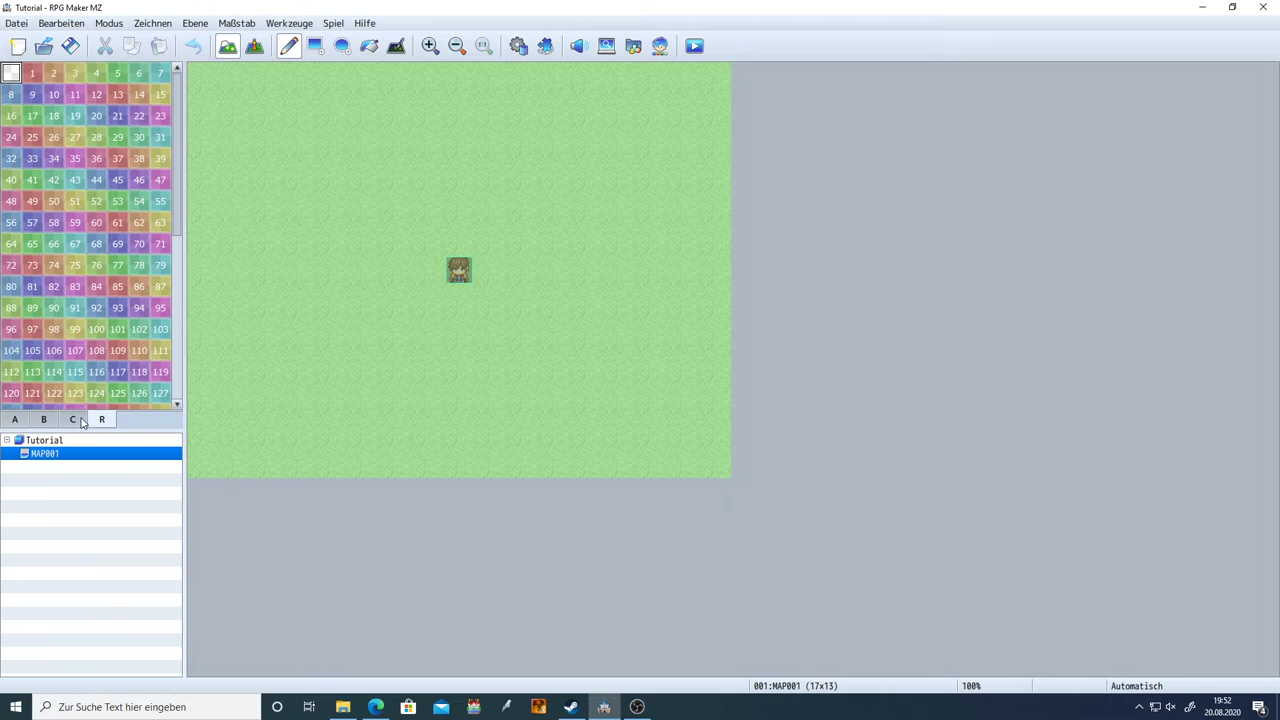 Tutorial - RPG Maker MZ
Datei Bearbeiten Modus Zeichnen Ebene Maßstab Werkzeuge Spiel Hilfe
1 2 3 4 5 6 7
8 9 10 11 12 13 14 15
16 17 18 19 20 21 22 23
24 25 26 27 28 29 30 31
32 33 34 35 36 37 38 39
40 41 42 43 44 45 46 47
48 49 50 51 52 53 54 55
56 57 58 59 60 61 62 63
64 65 66 67 68 69 70 71
72 73 74 75 76 77 78 79
80 81 82 83 84 85 86 87
88 89 90 91 92 93 94 95
96 97 98 99 100 101 102 103
104 105 106 107 108 109 110 111
112 113 114 115 116 117 118 119
120 121 122 123 124 125 126 127
A B C R
Tutorial
MAP001
001:MAP001 (17×13) 100% Automatisch
Zur Suche Text hier eingeben
19:52
20.08.2020